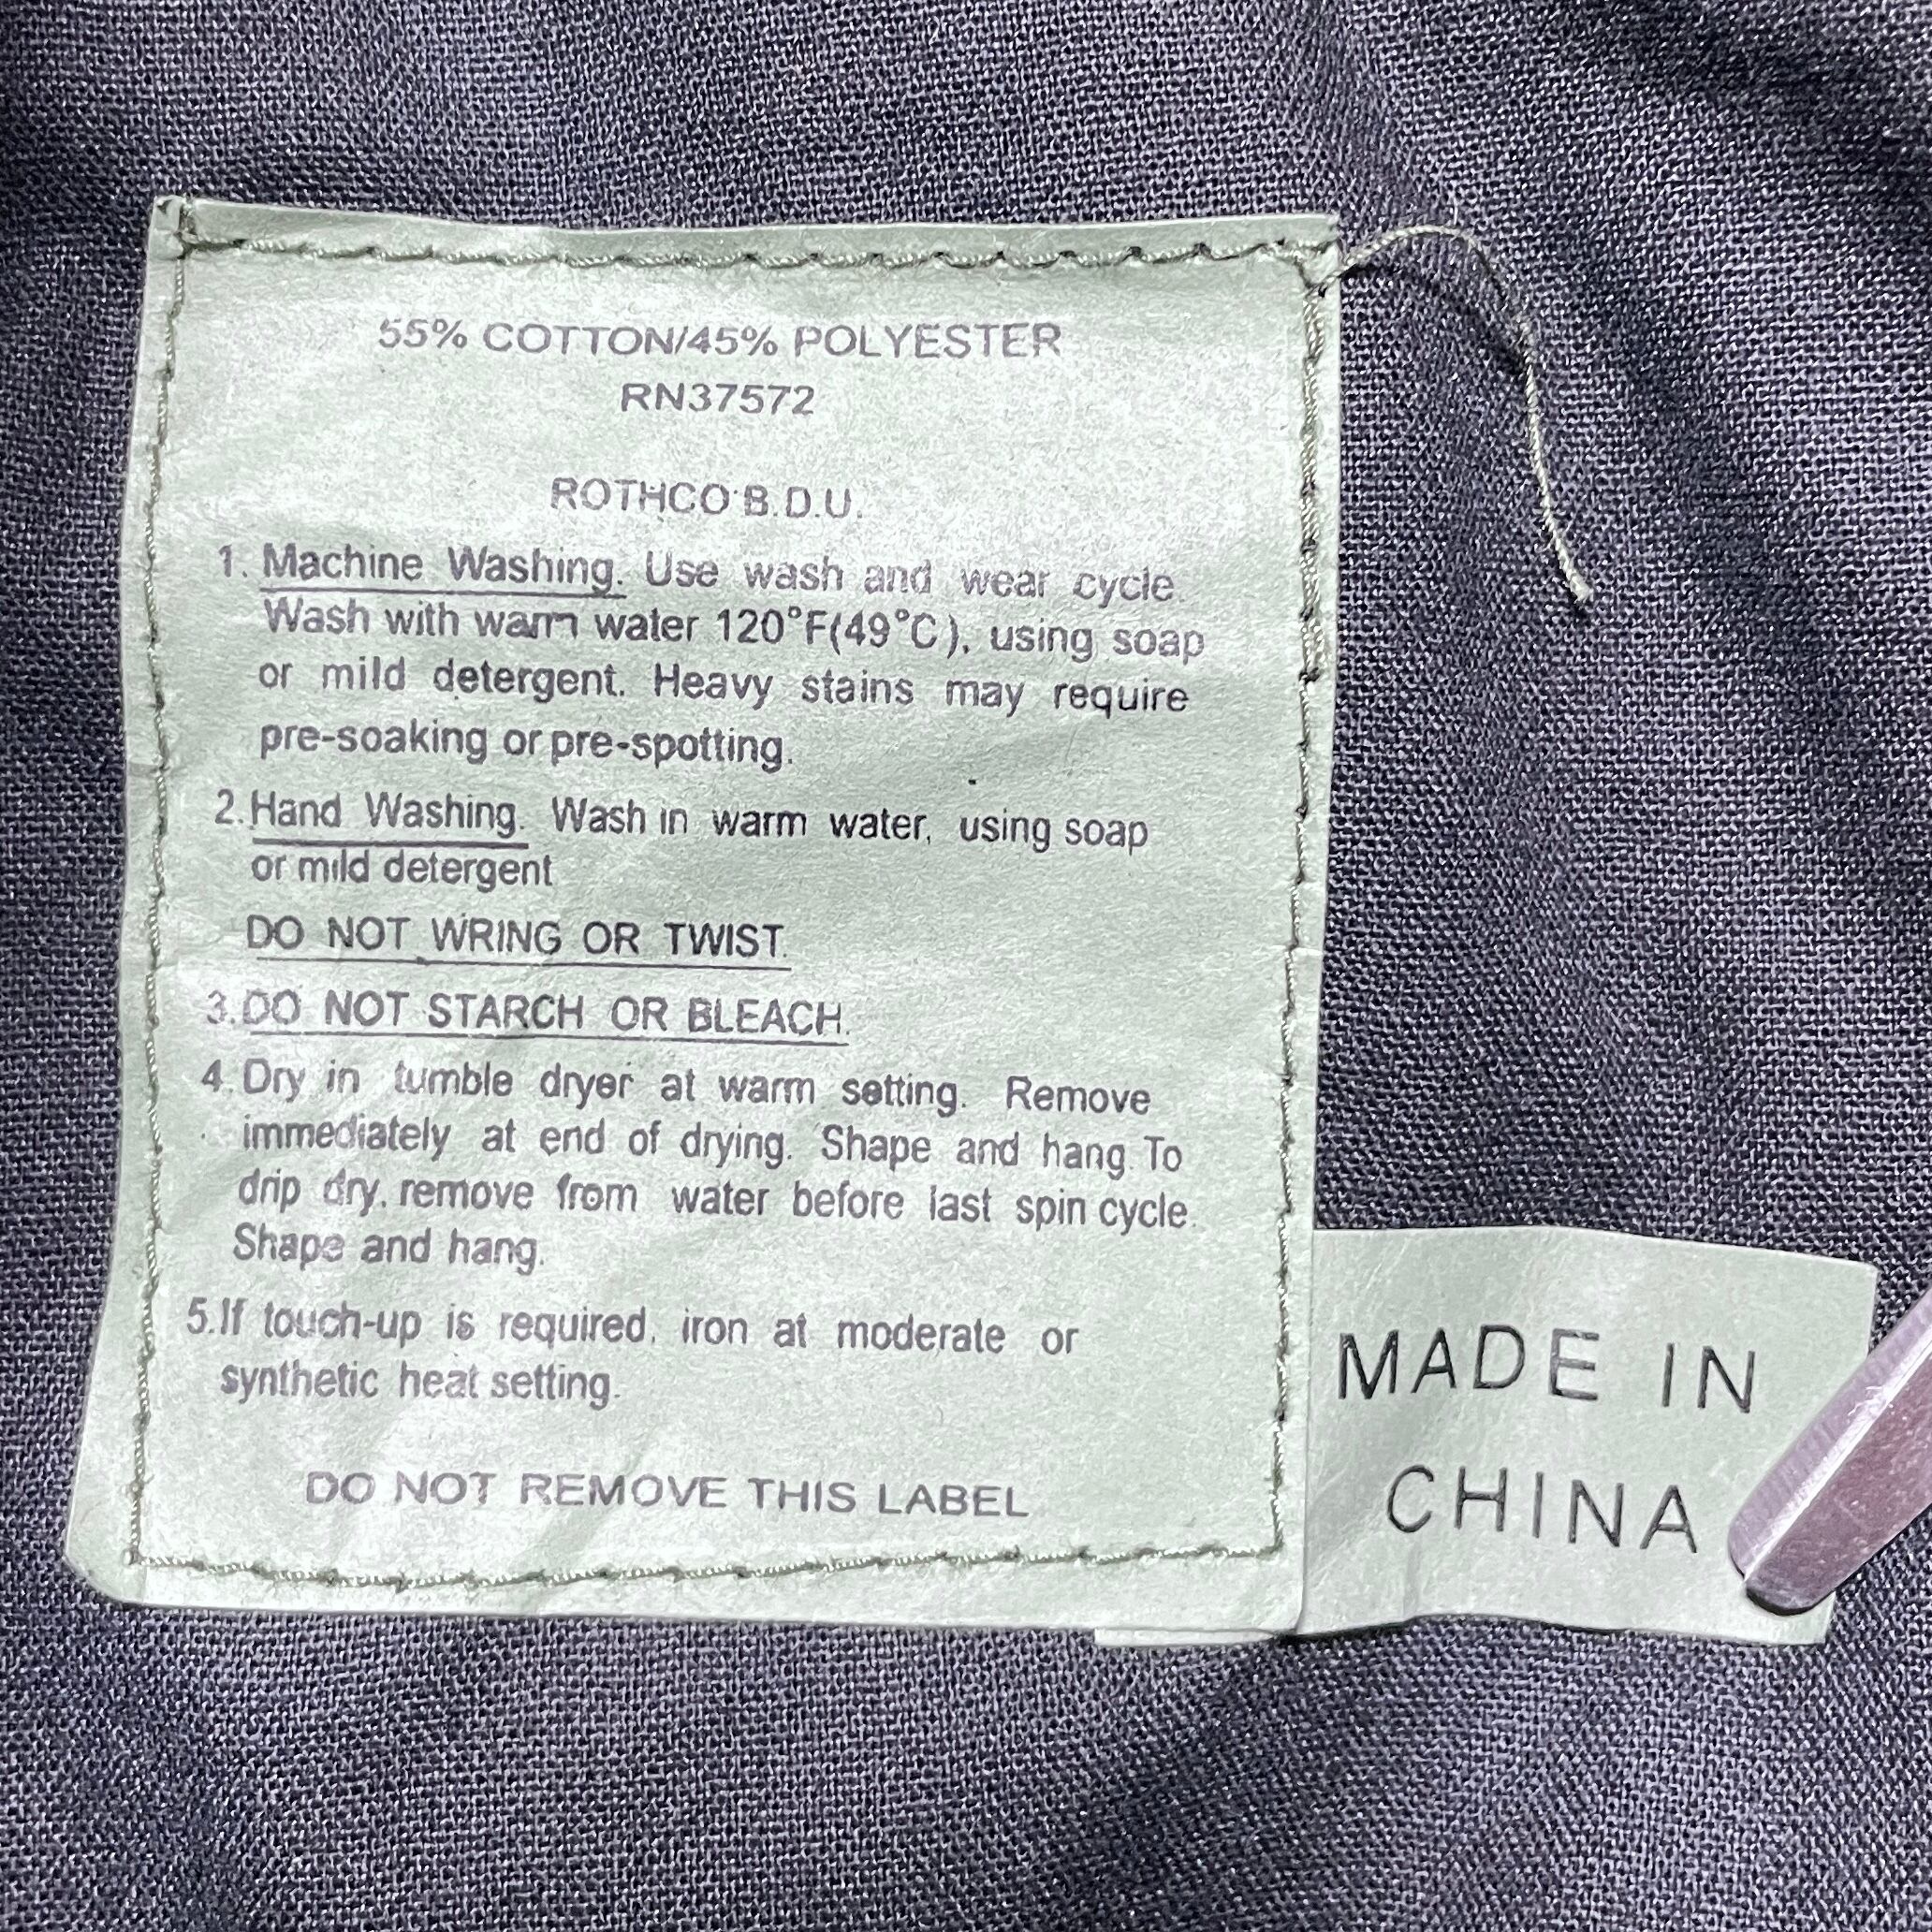 55% COTTON/45% POLYESTER
RN37572
ROTHCO B.D.U.
1. Machine Washing. Use wash and wear cycle.
Wash with warm water 120°F(49°C), using soap
or mild detergent. Heavy stains may require
pre-soaking or pre-spotting.
2. Hand Washing. Wash in warm water, using soap
or mild detergent
DO NOT WRING OR TWIST.
3. DO NOT STARCH OR BLEACH.
4. Dry in tumble dryer at warm setting. Remove
immediately at end of drying. Shape and hang. To
drip dry, remove from water before last spin cycle.
Shape and hang.
5. If touch-up is required, iron at moderate or
synthetic heat setting.
DO NOT REMOVE THIS LABEL
MADE IN
CHINA